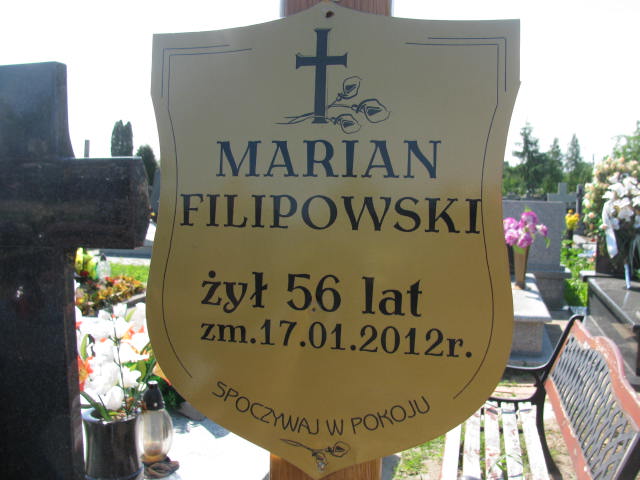 MARIAN
FILIPOWSKI
żył 56 lat
zm.17.01.2012r.
SPOCZYWAJ W POKOJU